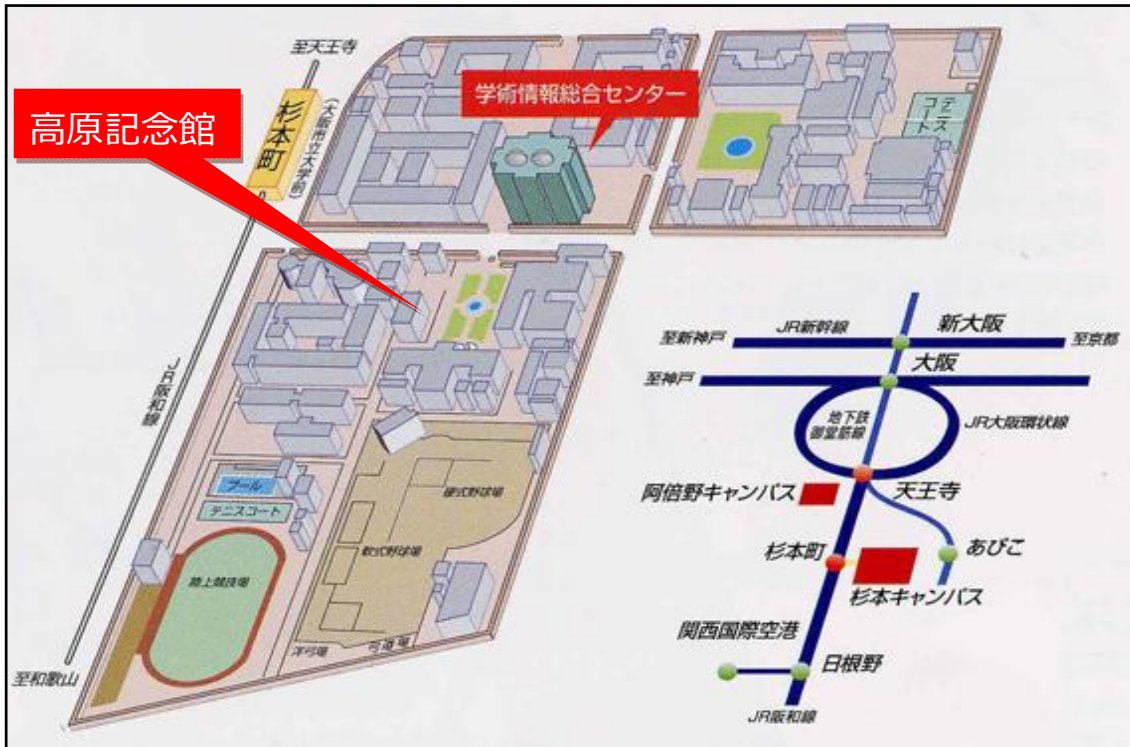 至天王寺
学術情報総合センター
テニス
コート
高原記念館
杉本町
(大阪市立大学前)
JR阪和線
プール
テニスコート
硬式野球場
軟式野球場
陸上競技場
洋弓場
弓道場
至和歌山
新大阪
JR新幹線
至新神戸
至京都
大阪
至神戸
地下鉄
御堂筋線
JR大阪環状線
阿倍野キャンパス
天王寺
杉本町
あびこ
杉本キャンパス
関西国際空港
日根野
JR阪和線